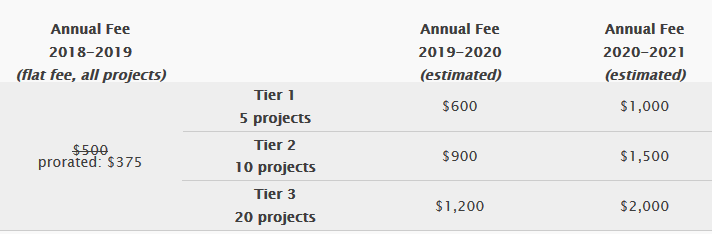 Annual Fee
2018–2019
(flat fee, all projects)
Annual Fee
2019–2020
(estimated)
Annual Fee
2020–2021
(estimated)
$500
prorated: $375
Tier 1
5 projects
$600
$1,000
Tier 2
10 projects
$900
$1,500
Tier 3
20 projects
$1,200
$2,000